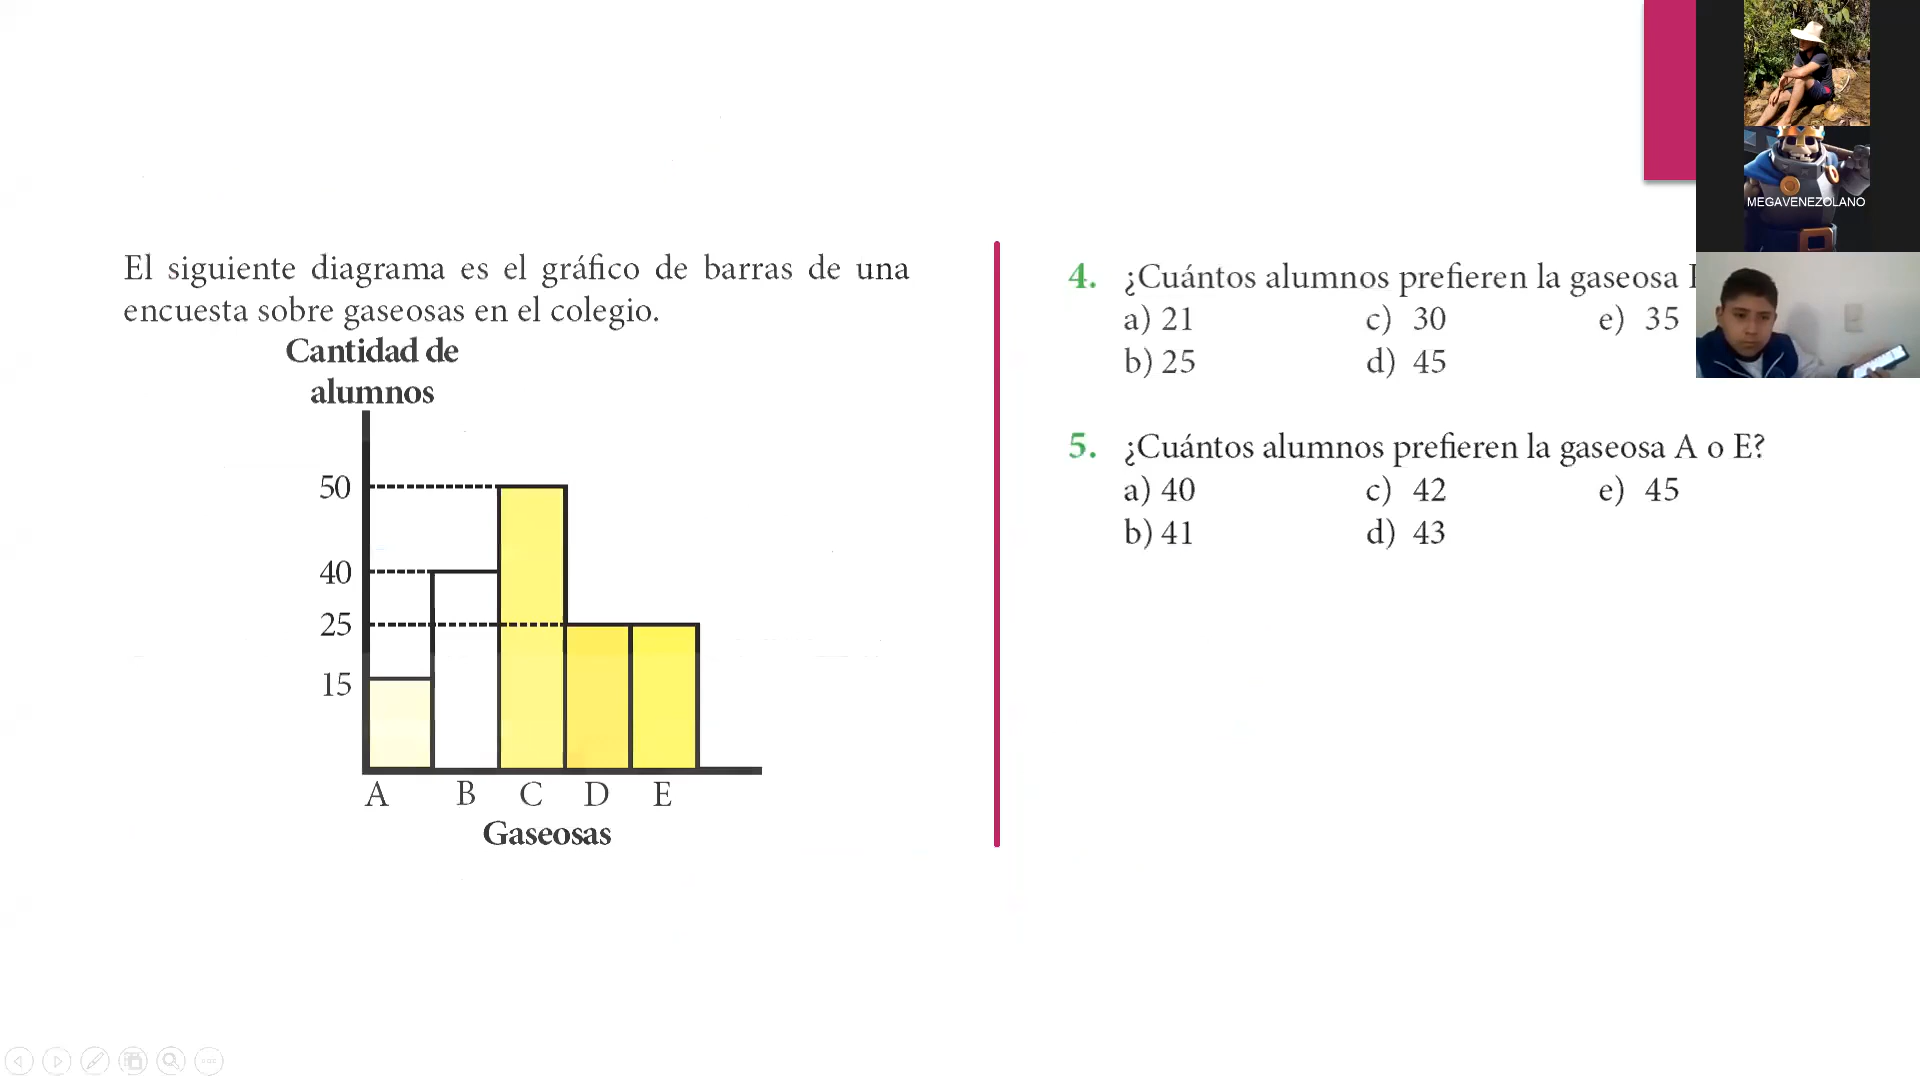 El siguiente diagrama es el gráfico de barras de una
encuesta sobre gaseosas en el colegio.
Cantidad de
alumnos
50
40
25
15
A B C D E
Gaseosas
4. ¿Cuántos alumnos prefieren la gaseosa
a) 21 c) 30 e) 35
b) 25 d) 45
5. ¿Cuántos alumnos prefieren la gaseosa A o E?
a) 40 c) 42 e) 45
b) 41 d) 43
MEGAVENEZOLANO